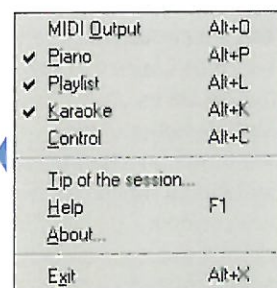 MIDI Output Alt+O
Piano Alt+P
Playlist Alt+L
Karaoke Alt+K
Control Alt+C
Tip of the session...
Help F1
About...
Exit Alt+X